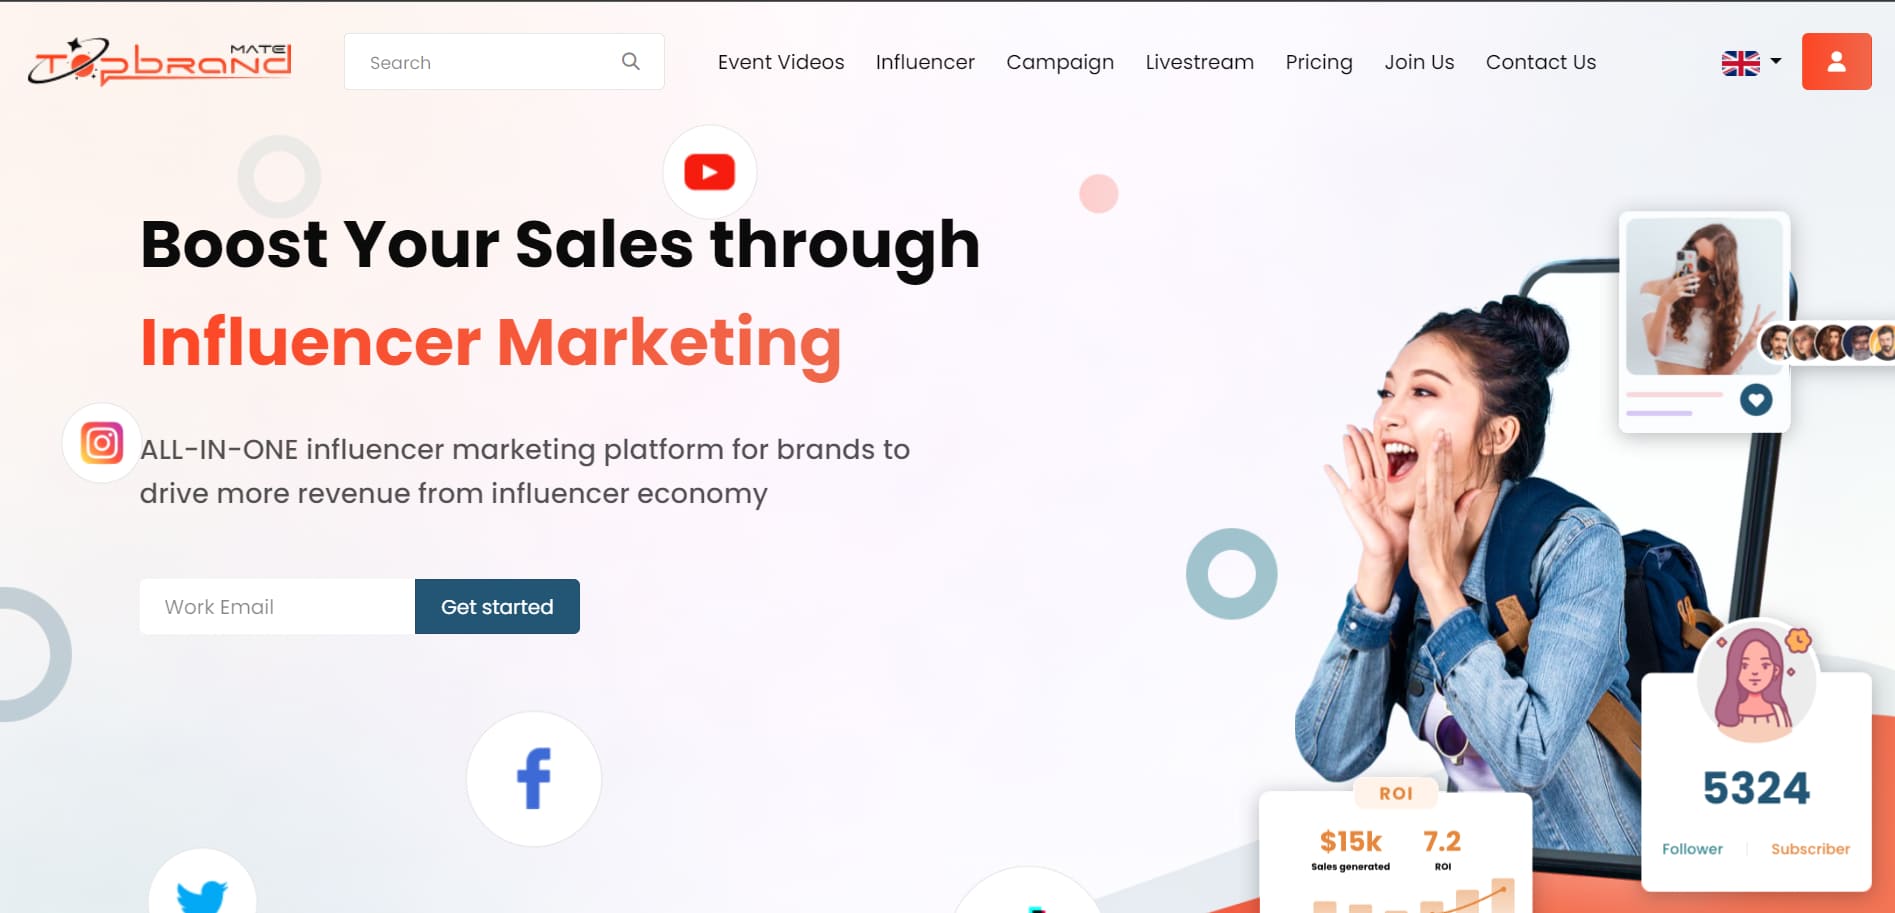 TOpbrand
MATE
Search
Event Videos
Influencer
Campaign
Livestream
Pricing
Join Us
Contact Us
Boost Your Sales through
Influencer Marketing
ALL-IN-ONE influencer marketing platform for brands to
drive more revenue from influencer economy
Work Email
Get started
ROI
$15k
7.2
Sales generated
ROI
5324
Follower
Subscriber